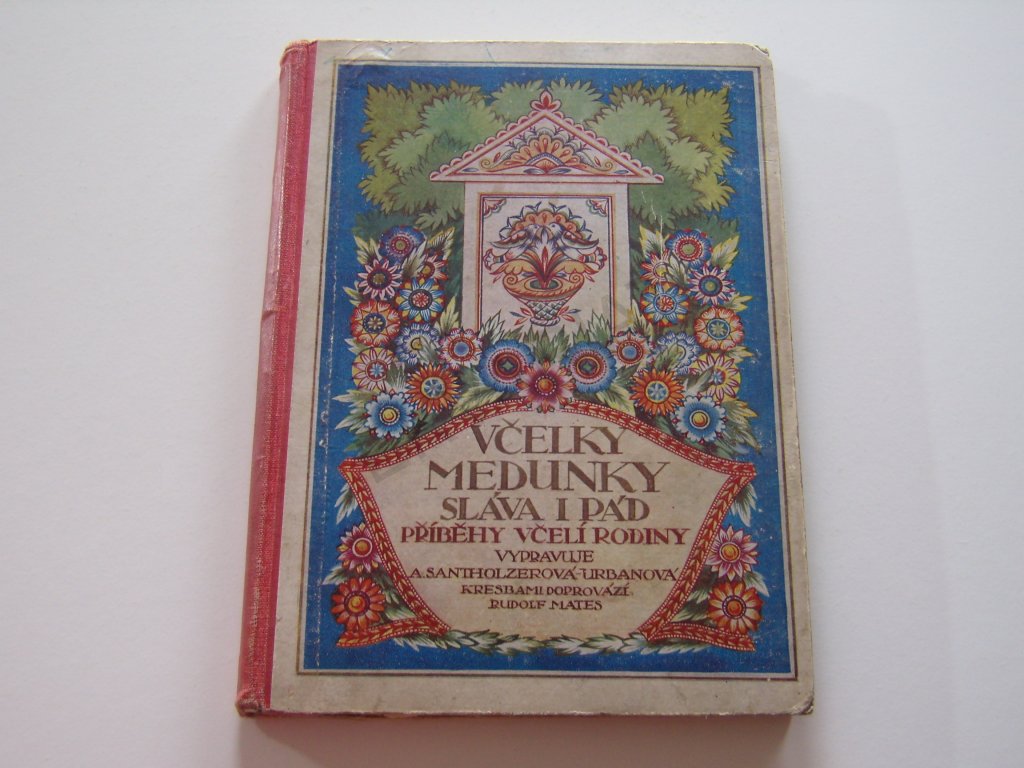 VČELKY
MEDUNKY
SLÁVA I PÁD
PŘÍBĚHY VČELÍ RODINY
VYPRAVUJE
A. SANTHOLZEROVÁ-URBANOVÁ
KRESBAMI DOPROVÁZÍ
RUDOLF MATES